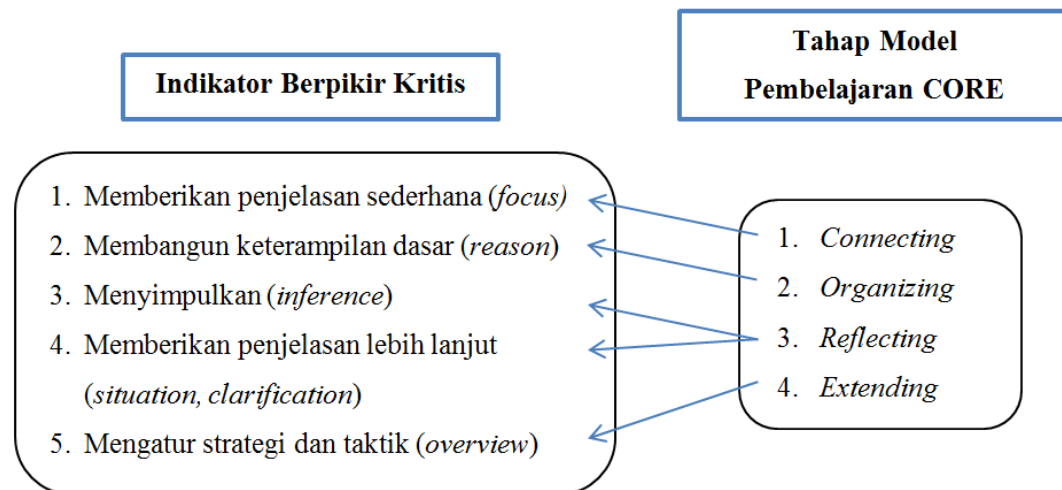 Indikator Berpikir Kritis
1. Memberikan penjelasan sederhana (focus)
2. Membangun keterampilan dasar (reason)
3. Menyimpulkan (inference)
4. Memberikan penjelasan lebih lanjut
(situation, clarification)
5. Mengatur strategi dan taktik (overview)
Tahap Model
Pembelajaran CORE
1. Connecting
2. Organizing
3. Reflecting
4. Extending